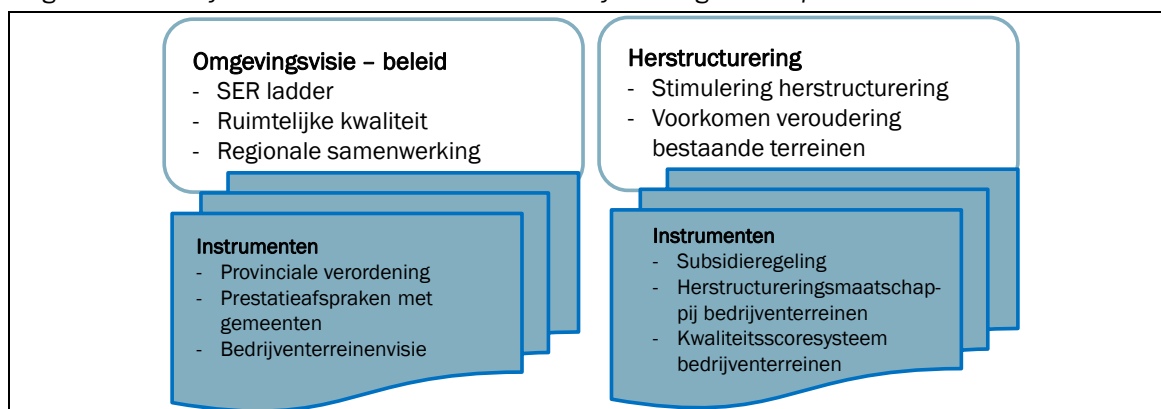 Omgevingsvisie – beleid
- SER ladder
- Ruimtelijke kwaliteit
- Regionale samenwerking
Instrumenten
- Provinciale verordening
- Prestatieafspraken met
gemeenten
- Bedrijventerreinenvisie
Herstructurering
- Stimulering herstructurering
- Voorkomen veroudering
bestaande terreinen
Instrumenten
- Subsidieregeling
- Herstructureringsmaatschap-
pij bedrijventerreinen
- Kwaliteitsscoresysteem
bedrijventerreinen